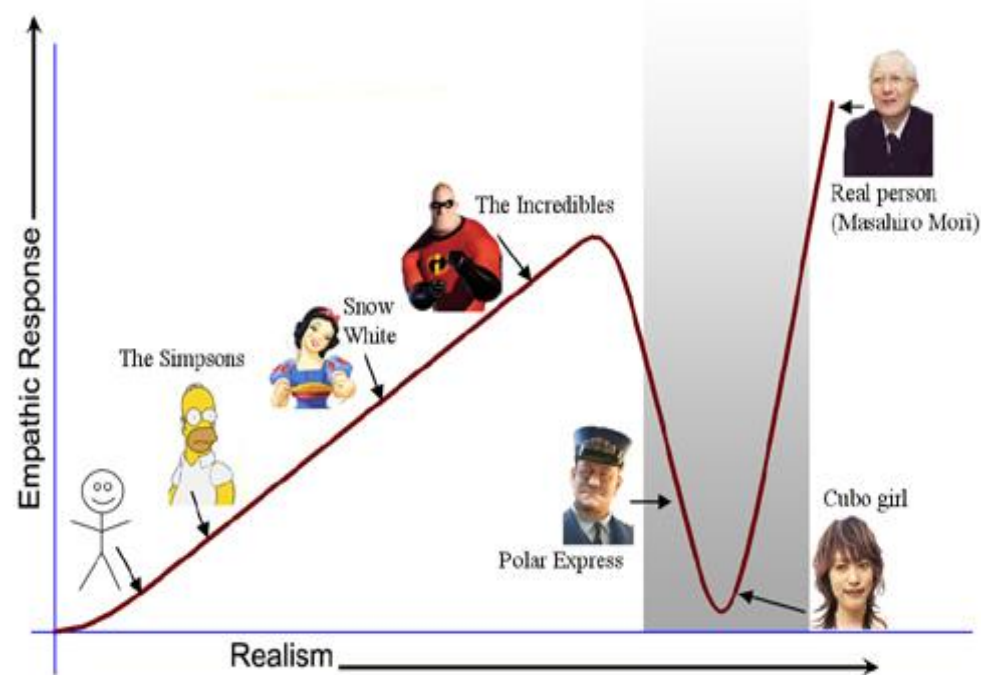 Empathic Response
The Incredibles
Real person
(Masahiro Mori)
Snow
White
The Simpsons
Polar Express
Cubo girl
Realism